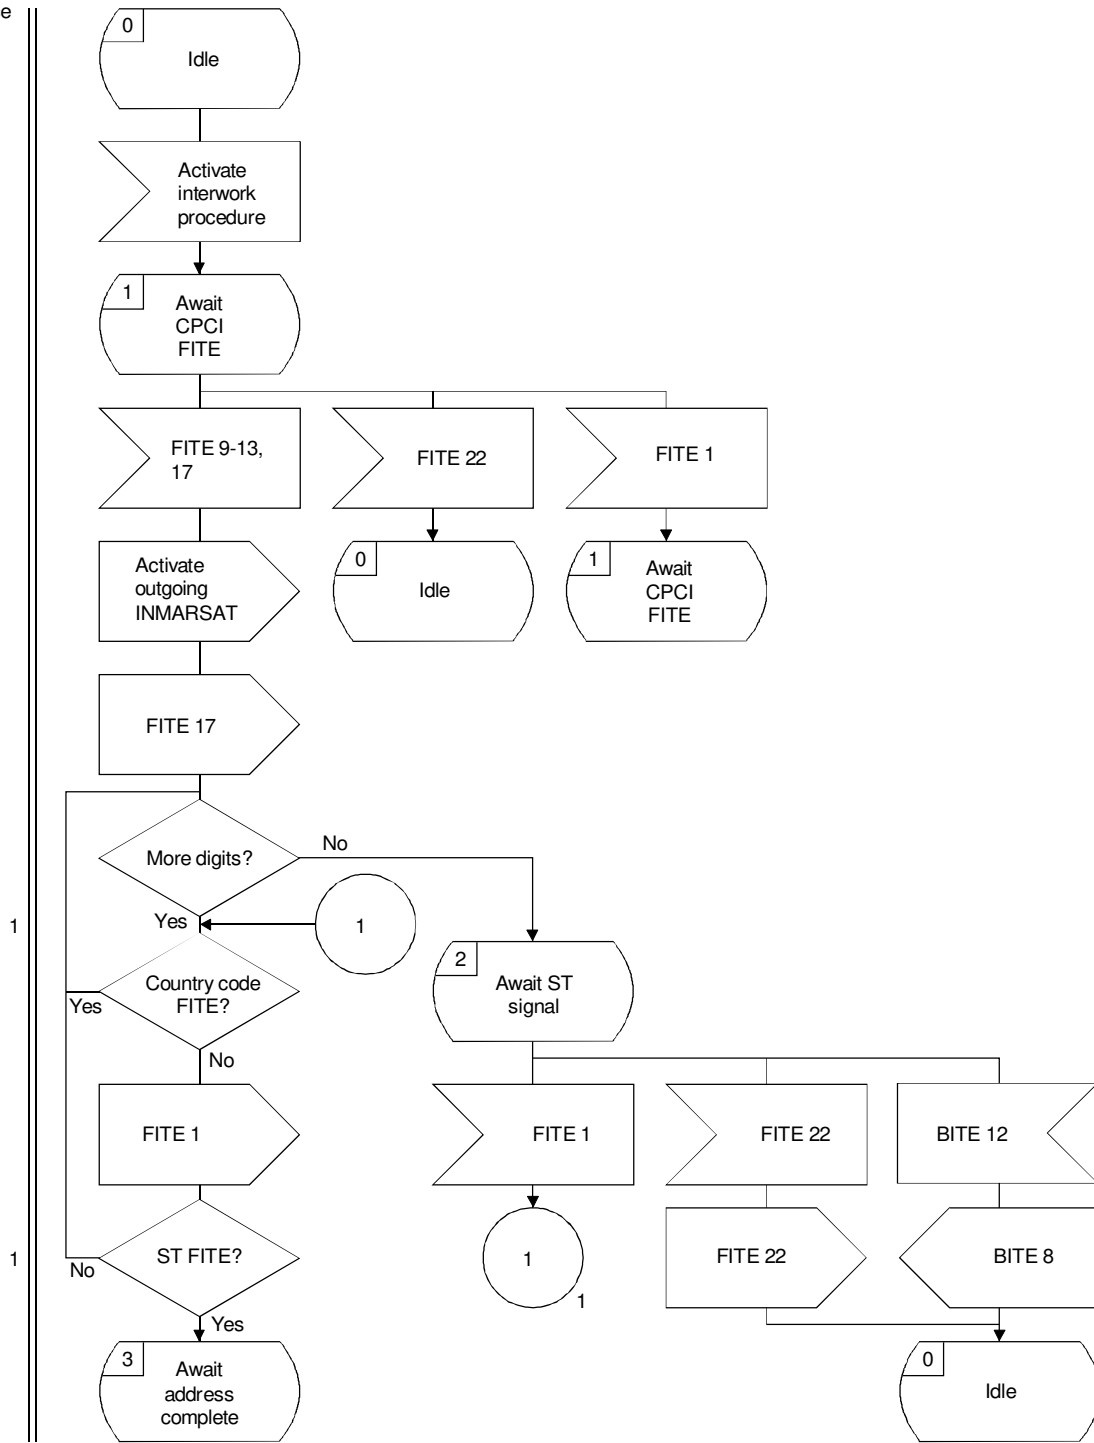 e
0
Idle
Activate
interwork
procedure
1
Await
CPCI
FITE
FITE 9-13,
17
FITE 22
FITE 1
Activate
outgoing
INMARSAT
0
Idle
1
Await
CPCI
FITE
FITE 17
More digits?
No
Yes
1
1
Country code
FITE?
Yes
No
2
Await ST
signal
FITE 1
FITE 1
FITE 22
BITE 12
1
ST FITE?
No
Yes
1
1
FITE 22
BITE 8
3
Await
address
complete
0
Idle